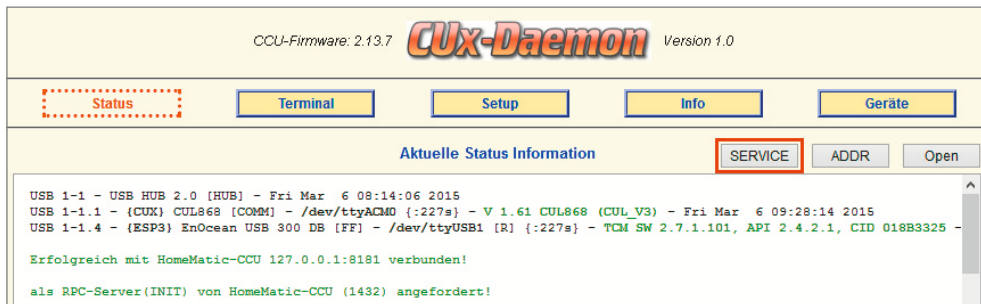 CCU-Firmware: 2.13.7 CUx-Daemon Version 1.0
Status Terminal Setup Info Geräte
Aktuelle Status Information SERVICE ADDR Open
USB 1-1 - USB HUB 2.0 [HUB] - Fri Mar 6 08:14:06 2015
USB 1-1.1 - {CUX} CUL868 [COMM] - /dev/ttyACM0 {:227s} - V 1.61 CUL868 (CUL_V3) - Fri Mar 6 09:28:14 2015
USB 1-1.4 - {ESP3} EnOcean USB 300 DB [FF] - /dev/ttyUSB1 [R] {:227s} - TCM SW 2.7.1.101, API 2.4.2.1, CID 018B3325 -
Erfolgreich mit HomeMatic-CCU 127.0.0.1:8181 verbunden!
als RPC-Server(INIT) von HomeMatic-CCU (1432) angefordert!